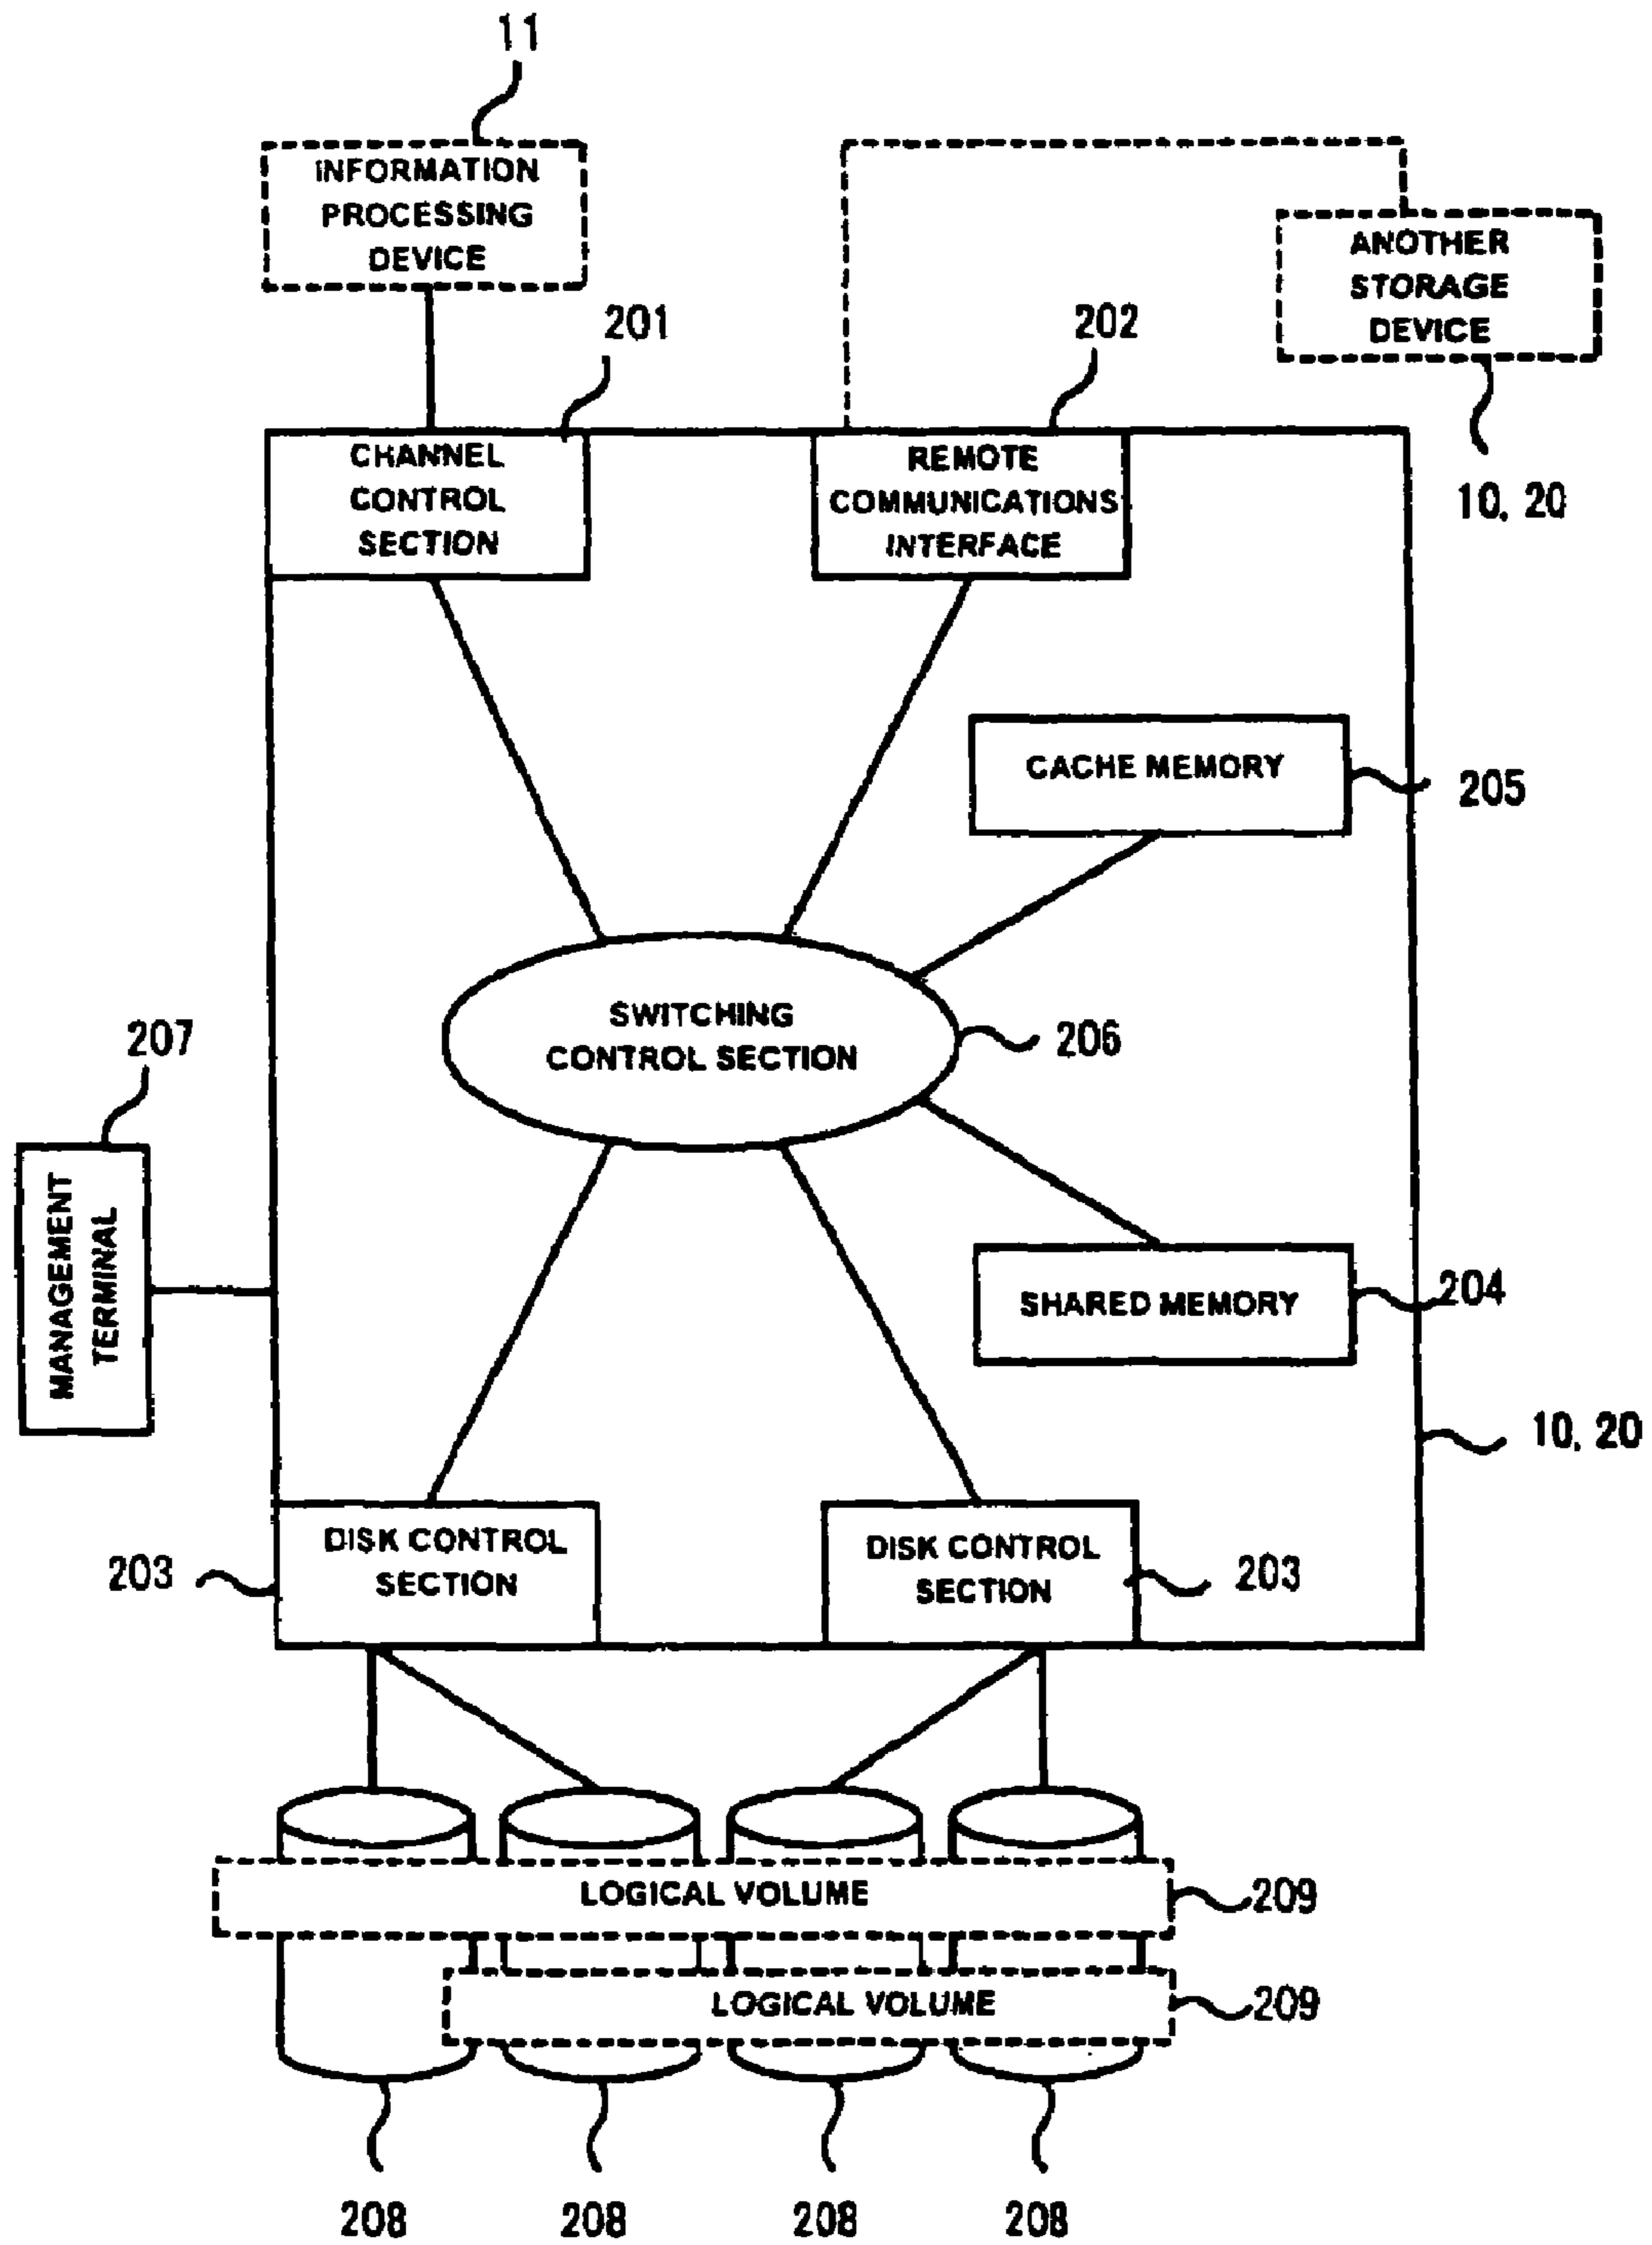 11
INFORMATION
PROCESSING
DEVICE
ANOTHER
STORAGE
DEVICE
201
202
10, 20
CHANNEL
CONTROL
SECTION
REMOTE
COMMUNICATIONS
INTERFACE
CACHE MEMORY
205
SWITCHING
CONTROL SECTION
206
207
MANAGEMENT
TERMINAL
SHARED MEMORY
204
10, 20
203
DISK CONTROL
SECTION
DISK CONTROL
SECTION
203
LOGICAL VOLUME
209
LOGICAL VOLUME
209
208
208
208
208